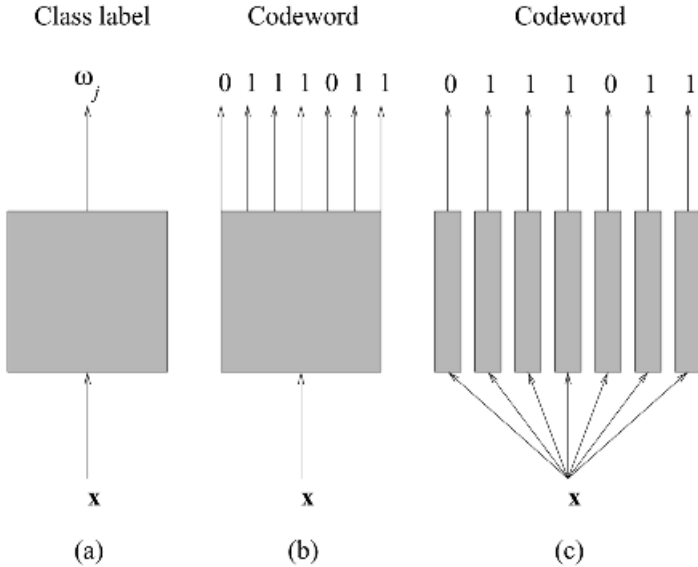 Class label Codeword Codeword
ω_j 0 1 1 1 0 1 1 0 1 1 1 0 1 1
x x x
(a) (b) (c)